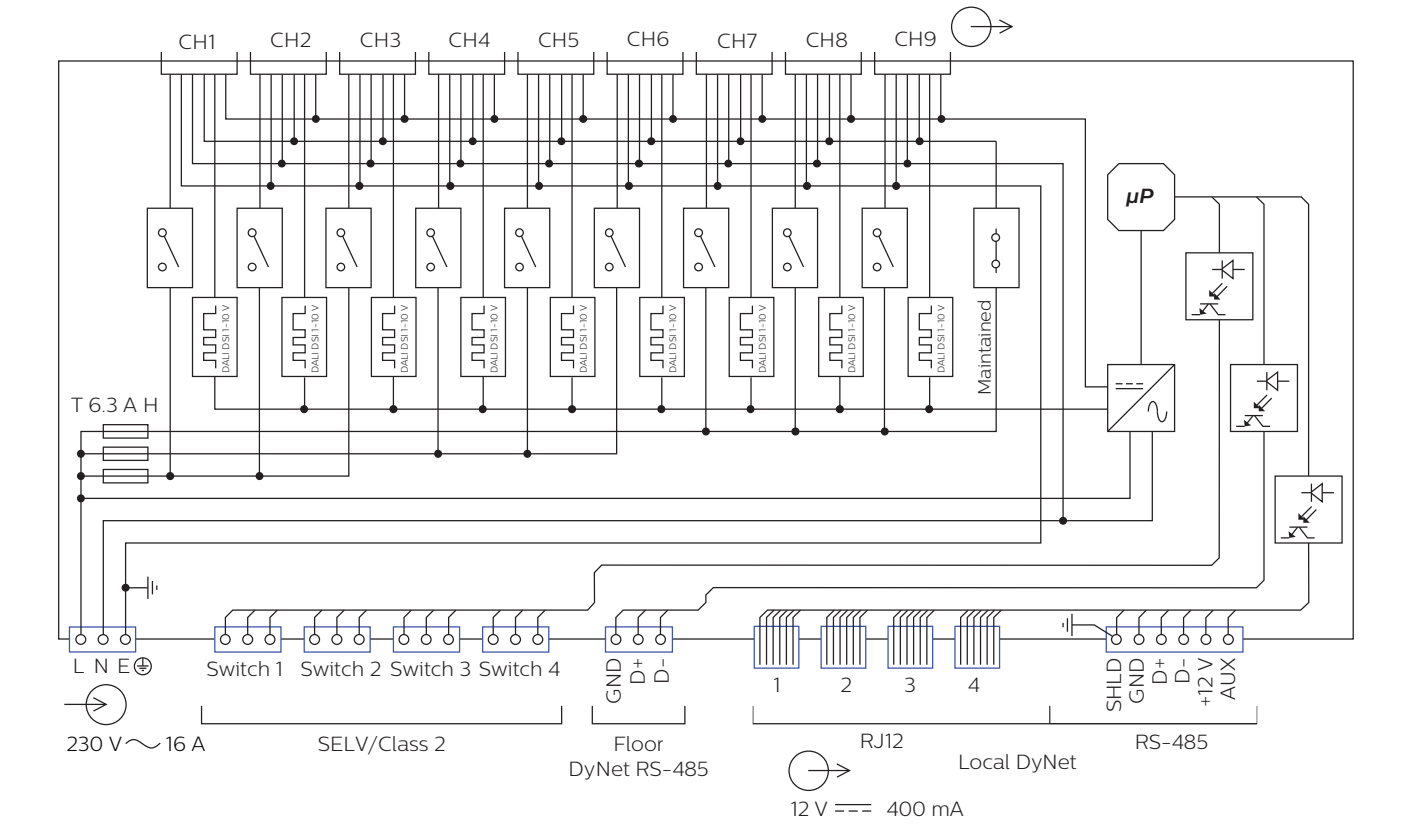 CH1 CH2 CH3 CH4 CH5 CH6 CH7 CH8 CH9
µP
DALI DSI 1-10 V
DALI DSI 1-10 V
DALI DSI 1-10 V
DALI DSI 1-10 V
DALI DSI 1-10 V
DALI DSI 1-10 V
DALI DSI 1-10 V
DALI DSI 1-10 V
DALI DSI 1-10 V
Maintained
T 6.3 A H
L N E
Switch 1 Switch 2 Switch 3 Switch 4
GND
D+
D-
1 2 3 4
SHLD
GND
D+
D-
+12 V
AUX
230 V ~ 16 A
SELV/Class 2
Floor
DyNet RS-485
RJ12
RS-485
Local DyNet
12 V ⎓ 400 mA